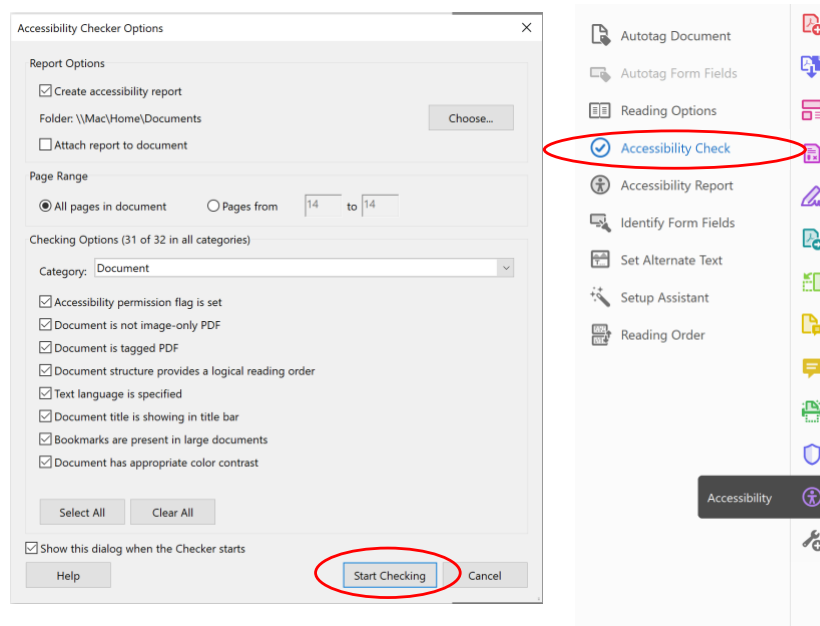 Accessibility Checker Options
Report Options
Create accessibility report
Folder: \\Mac\Home\Documents
Choose...
Attach report to document
Page Range
All pages in document
Pages from
14
to
14
Checking Options (31 of 32 in all categories)
Category:
Document
Accessibility permission flag is set
Document is not image-only PDF
Document is tagged PDF
Document structure provides a logical reading order
Text language is specified
Document title is showing in title bar
Bookmarks are present in large documents
Document has appropriate color contrast
Select All
Clear All
Show this dialog when the Checker starts
Help
Start Checking
Cancel
Autotag Document
Autotag Form Fields
Reading Options
Accessibility Check
Accessibility Report
Identify Form Fields
Set Alternate Text
Setup Assistant
Reading Order
Accessibility